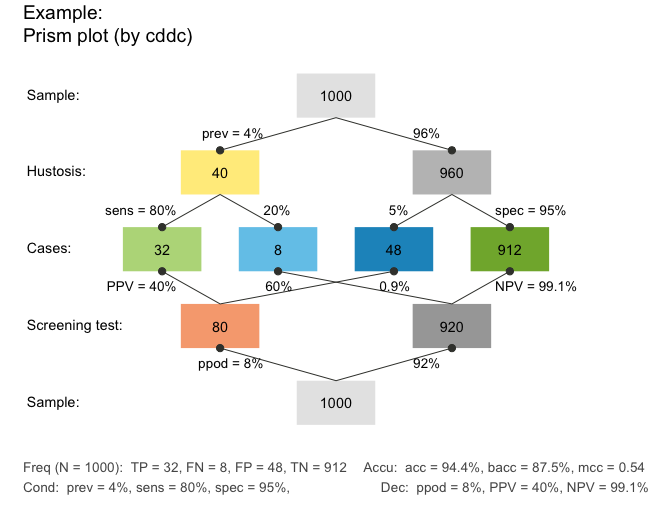 Example:
Prism plot (by cddc)
Sample:
1000
prev = 4%
96%
Hustosis:
40
960
sens = 80%
20%
5%
spec = 95%
Cases:
32
8
48
912
PPV = 40%
60%
0.9%
NPV = 99.1%
Screening test:
80
920
ppod = 8%
92%
Sample:
1000
Freq (N = 1000):  TP = 32, FN = 8, FP = 48, TN = 912    Accu:  acc = 94.4%, bacc = 87.5%, mcc = 0.54
Cond:  prev = 4%, sens = 80%, spec = 95%,    Dec:  ppod = 8%, PPV = 40%, NPV = 99.1%